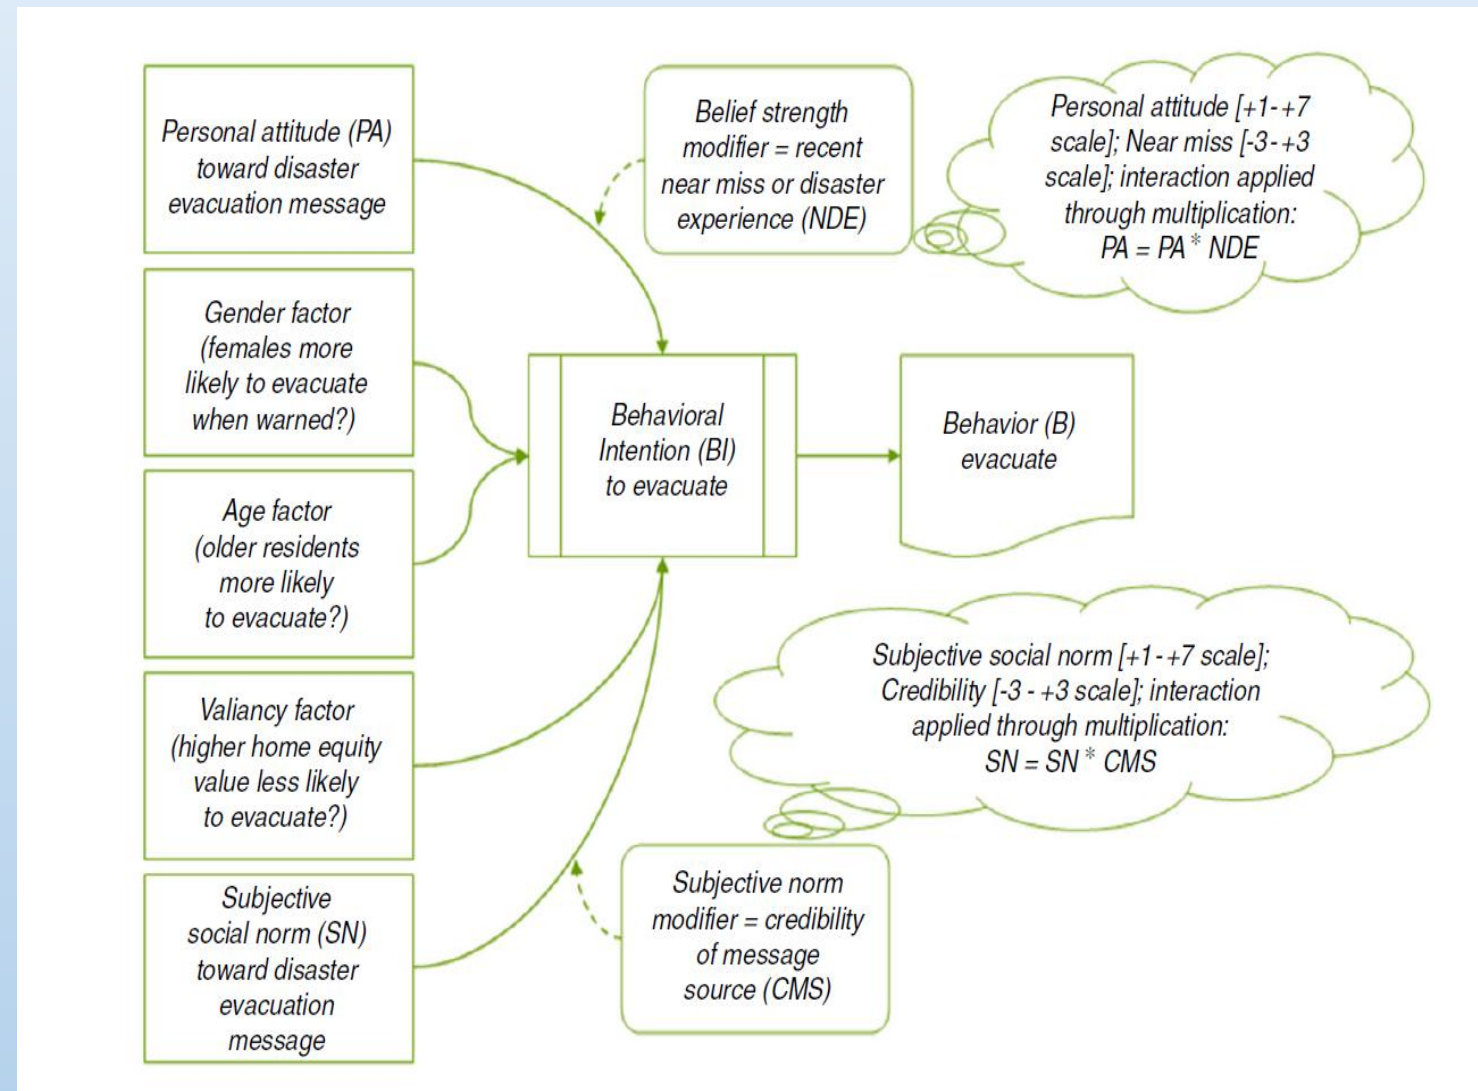 Personal attitude (PA)
toward disaster
evacuation message
Belief strength
modifier = recent
near miss or disaster
experience (NDE)
Personal attitude [+1-+7
scale]; Near miss [-3-+3
scale]; interaction applied
through multiplication:
PA = PA* NDE
Gender factor
(females more
likely to evacuate
when warned?)
Behavioral
Intention (BI)
to evacuate
Behavior (B)
evacuate
Age factor
(older residents
more likely
to evacuate?)
Valiancy factor
(higher home equity
value less likely
to evacuate?)
Subjective social norm [+1-+7 scale];
Credibility [-3 - +3 scale]; interaction
applied through multiplication:
SN = SN * CMS
Subjective
social norm (SN)
toward disaster
evacuation
message
Subjective norm
modifier = credibility
of message
source (CMS)